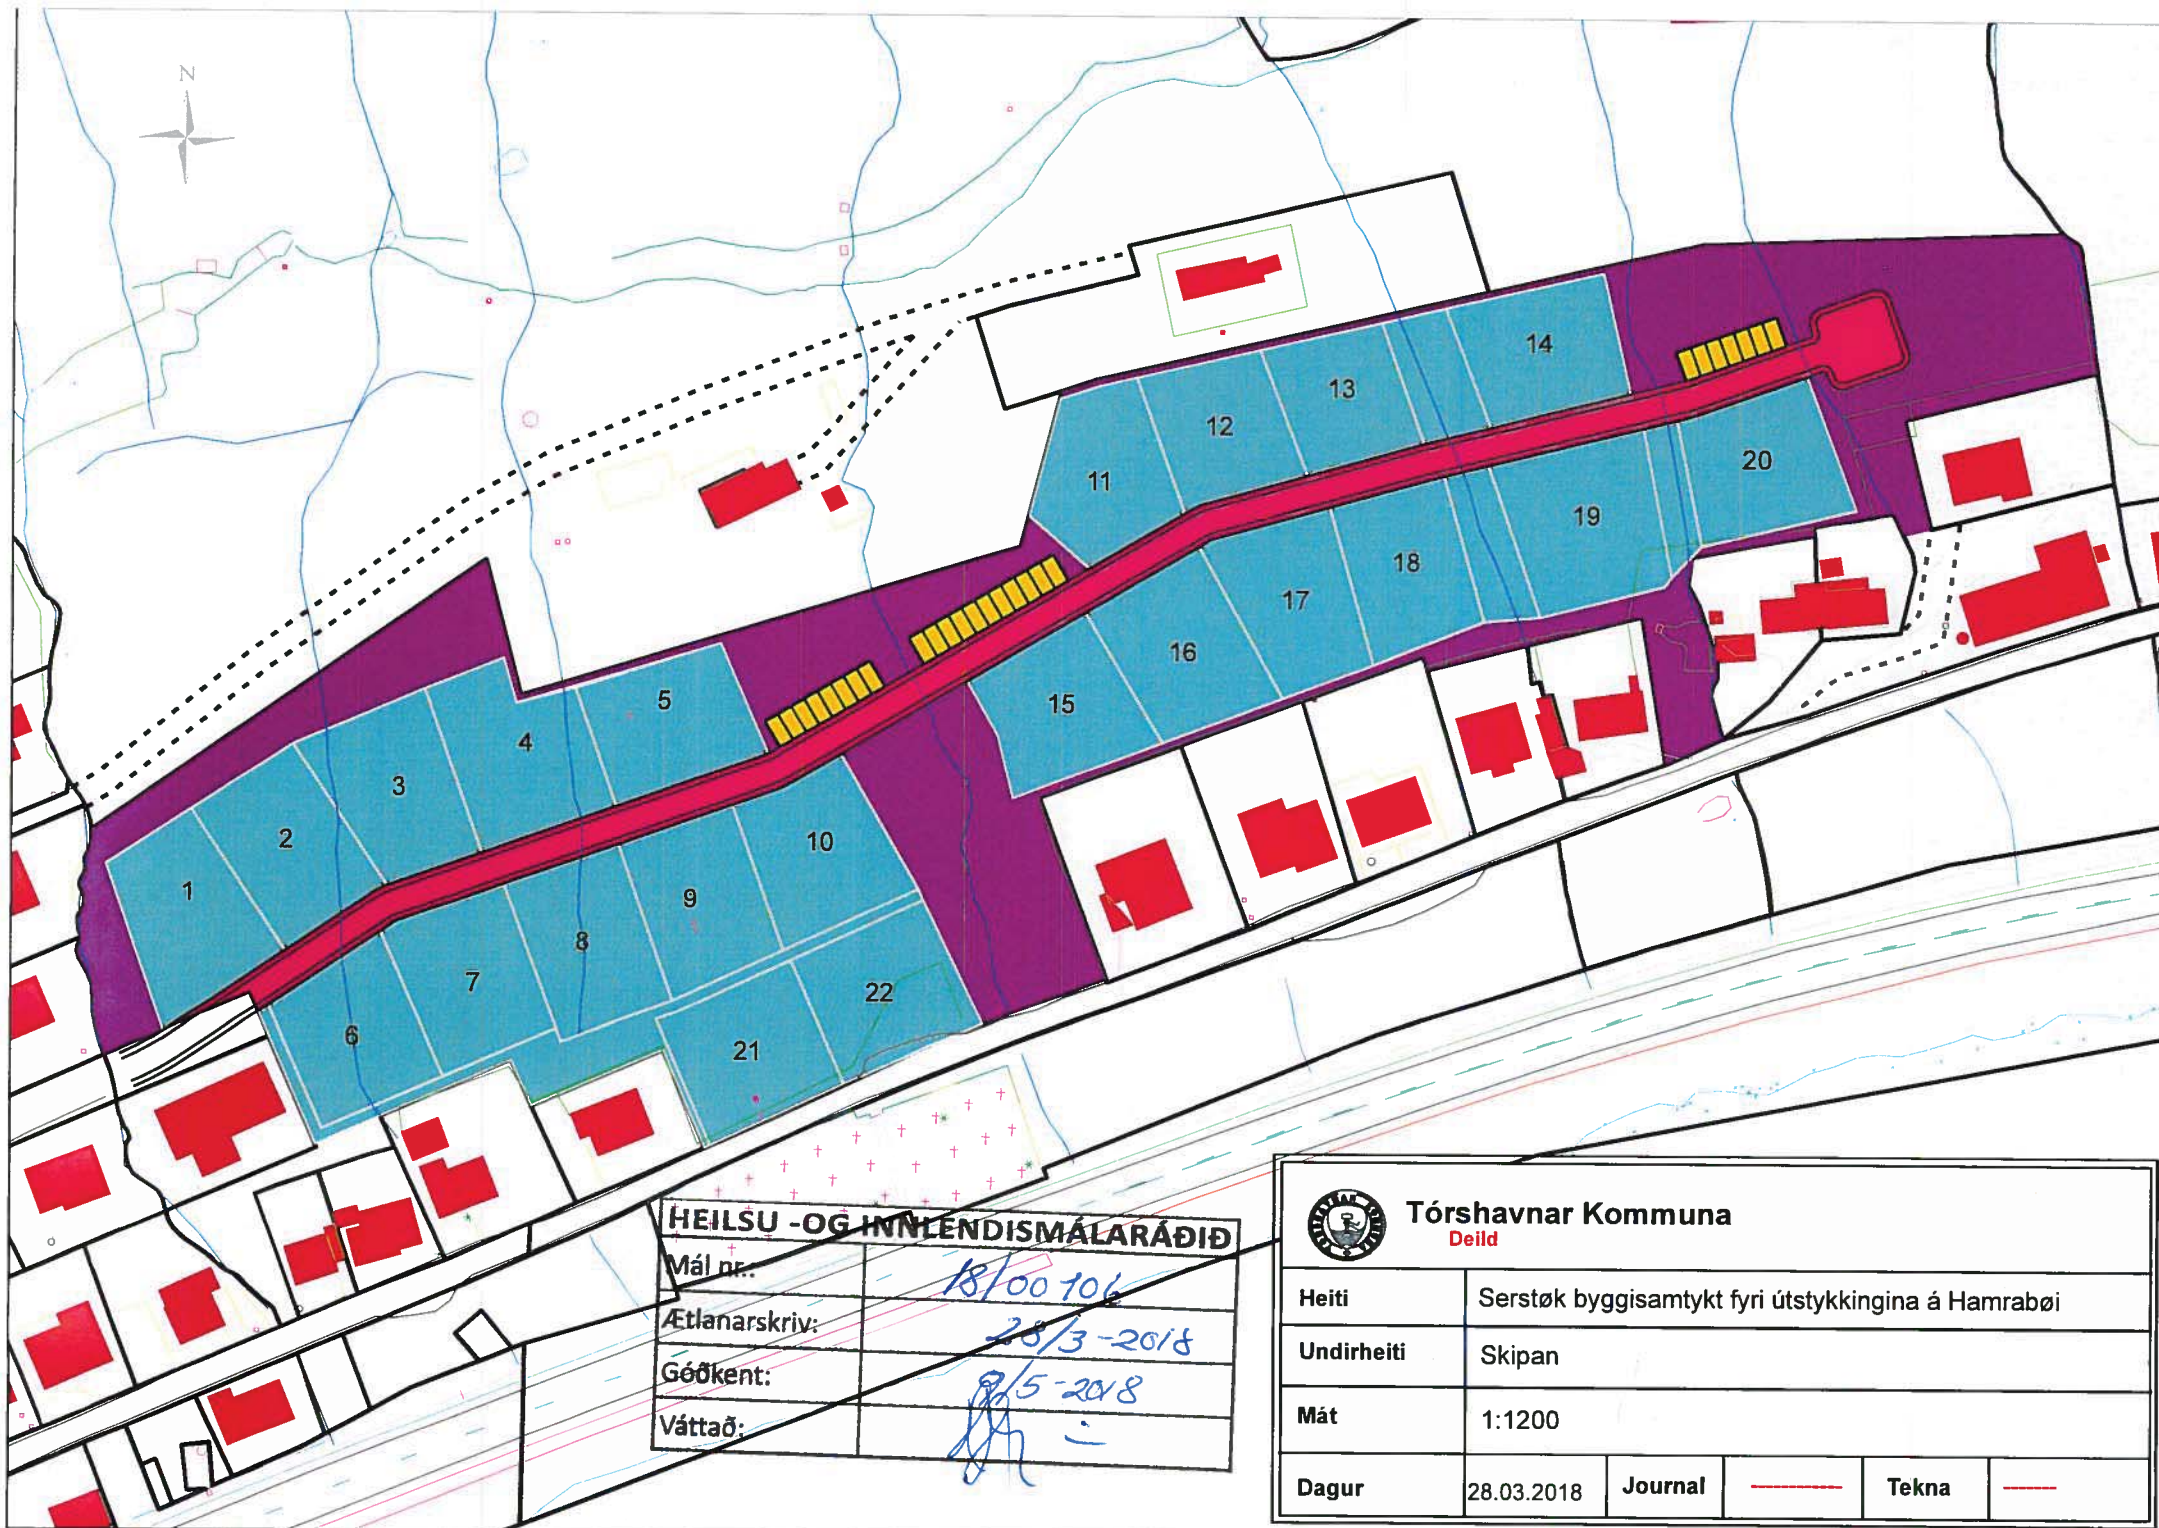 N
14
13
12
11
20
19
18
17
16
15
5
4
3
2
1
10
9
8
7
6
22
21
HEILSU -OG INNLENDISMÁLARÁÐIÐ
Mál nr.: 18/00106
Ætlanarskriv: 28/3-2018
Góðkent: 9/5-2018
Váttað:
Tórshavnar Kommuna
Deild
Heiti Serstøk byggisamtykt fyri útstykkingina á Hamrabøi
Undirheiti Skipan
Mát 1:1200
Dagur 28.03.2018 Journal Tekna